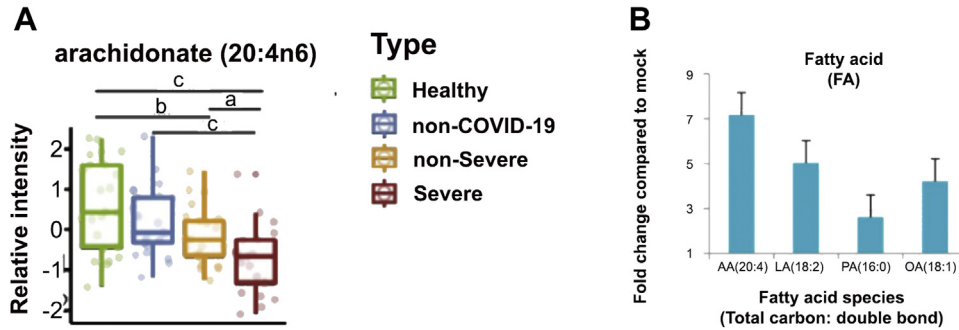 A
arachidonate (20:4n6)
c
b
a
c
Relative intensity
2
1
0
-1
-2
Type
Healthy
non-COVID-19
non-Severe
Severe
B
Fatty acid
(FA)
Fold change compared to mock
9
7
5
3
1
AA(20:4) LA(18:2) PA(16:0) OA(18:1)
Fatty acid species
(Total carbon: double bond)